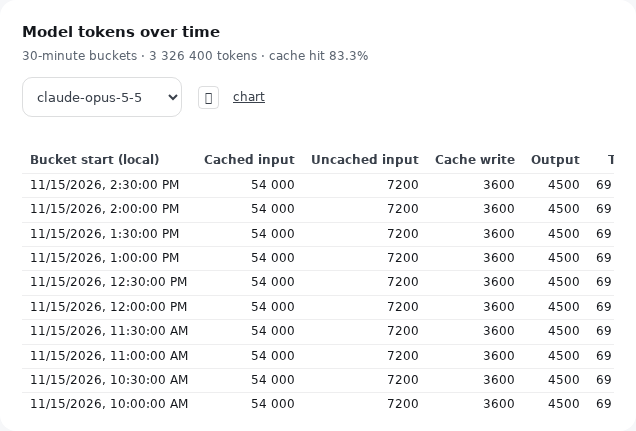 Model tokens over time
30-minute buckets · 3 326 400 tokens · cache hit 83.3%
claude-opus-5-5 chart
Bucket start (local) Cached input Uncached input Cache write Output T
11/15/2026, 2:30:00 PM 54 000 7200 3600 4500 69
11/15/2026, 2:00:00 PM 54 000 7200 3600 4500 69
11/15/2026, 1:30:00 PM 54 000 7200 3600 4500 69
11/15/2026, 1:00:00 PM 54 000 7200 3600 4500 69
11/15/2026, 12:30:00 PM 54 000 7200 3600 4500 69
11/15/2026, 12:00:00 PM 54 000 7200 3600 4500 69
11/15/2026, 11:30:00 AM 54 000 7200 3600 4500 69
11/15/2026, 11:00:00 AM 54 000 7200 3600 4500 69
11/15/2026, 10:30:00 AM 54 000 7200 3600 4500 69
11/15/2026, 10:00:00 AM 54 000 7200 3600 4500 69